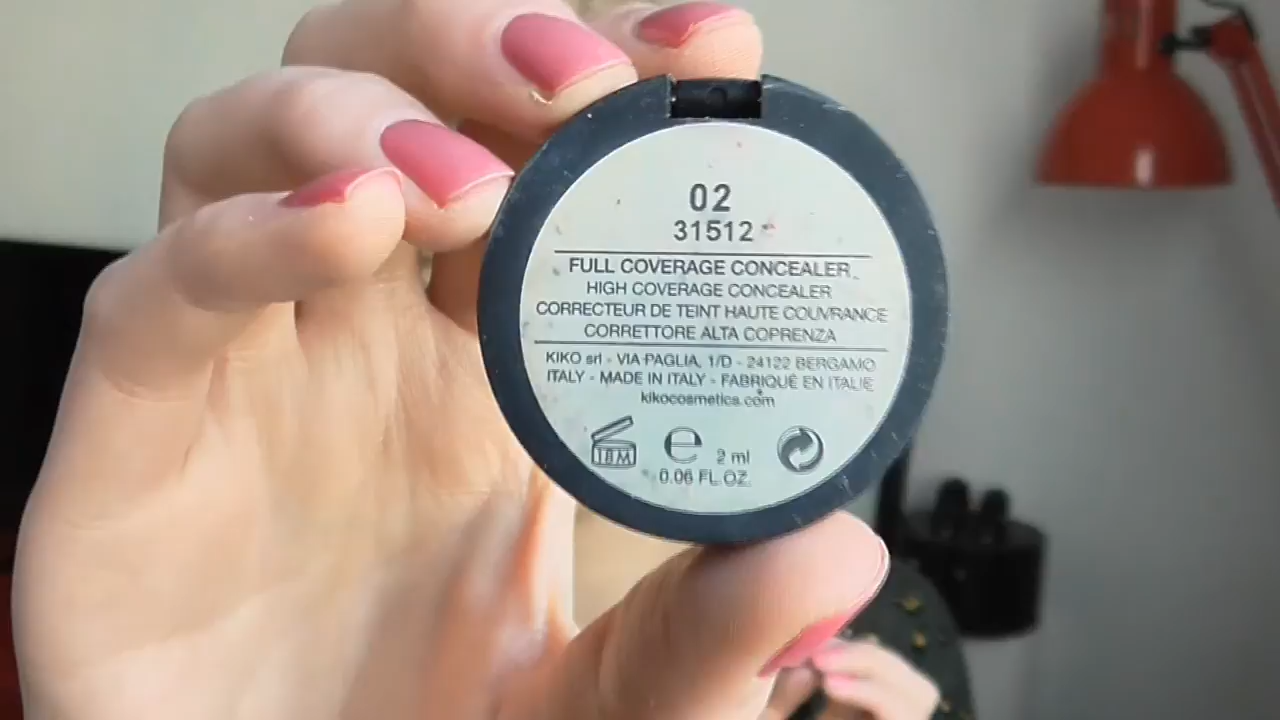 02
31512
FULL COVERAGE CONCEALER
HIGH COVERAGE CONCEALER
CORRECTEUR DE TEINT HAUTE COUVRANCE
CORRETTORE ALTA COPRENZA
KIKO srl - VIA PAGLIA, 1/D - 24122 BERGAMO
ITALY - MADE IN ITALY - FABRIQUÉ EN ITALIE
kikocosmetics.com
18M
e 2 ml
0.06 FL.OZ.